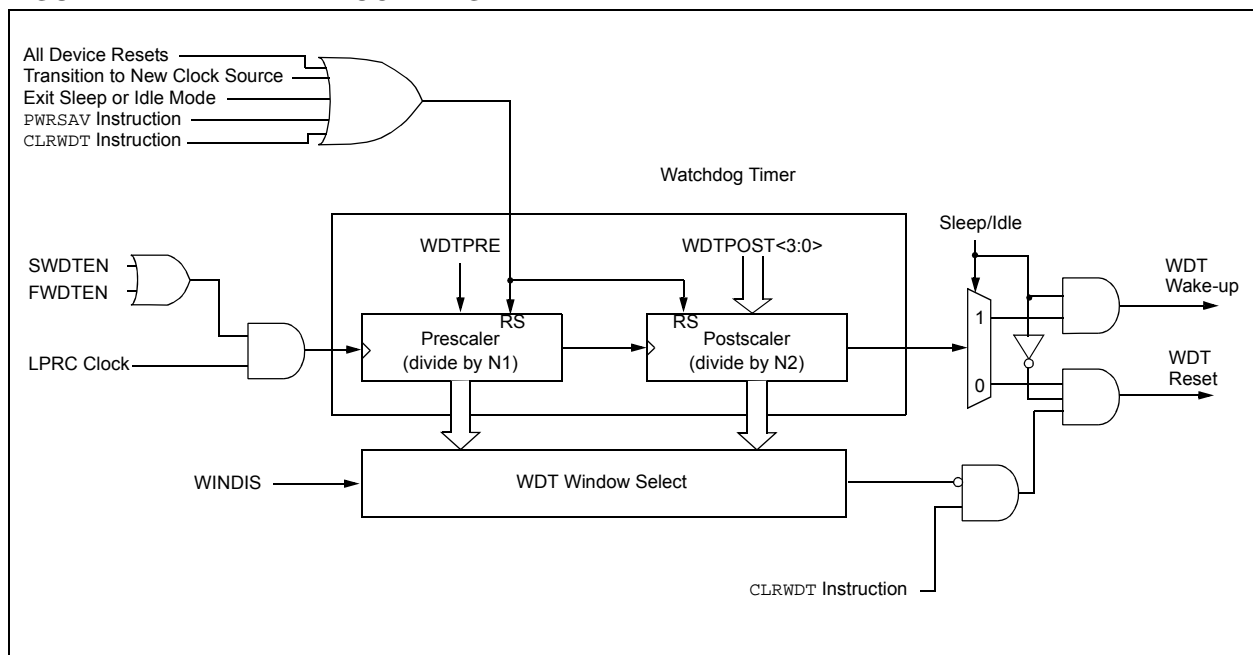 All Device Resets
Transition to New Clock Source
Exit Sleep or Idle Mode
PWRSAV Instruction
CLRWDT Instruction
Watchdog Timer
Sleep/Idle
WDTPRE
WDTPOST<3:0>
SWDTEN
FWDTEN
WDT
Wake-up
RS
RS
1
Prescaler
(divide by N1)
Postscaler
(divide by N2)
LPRC Clock
WDT
Reset
0
WINDIS
WDT Window Select
CLRWDT Instruction